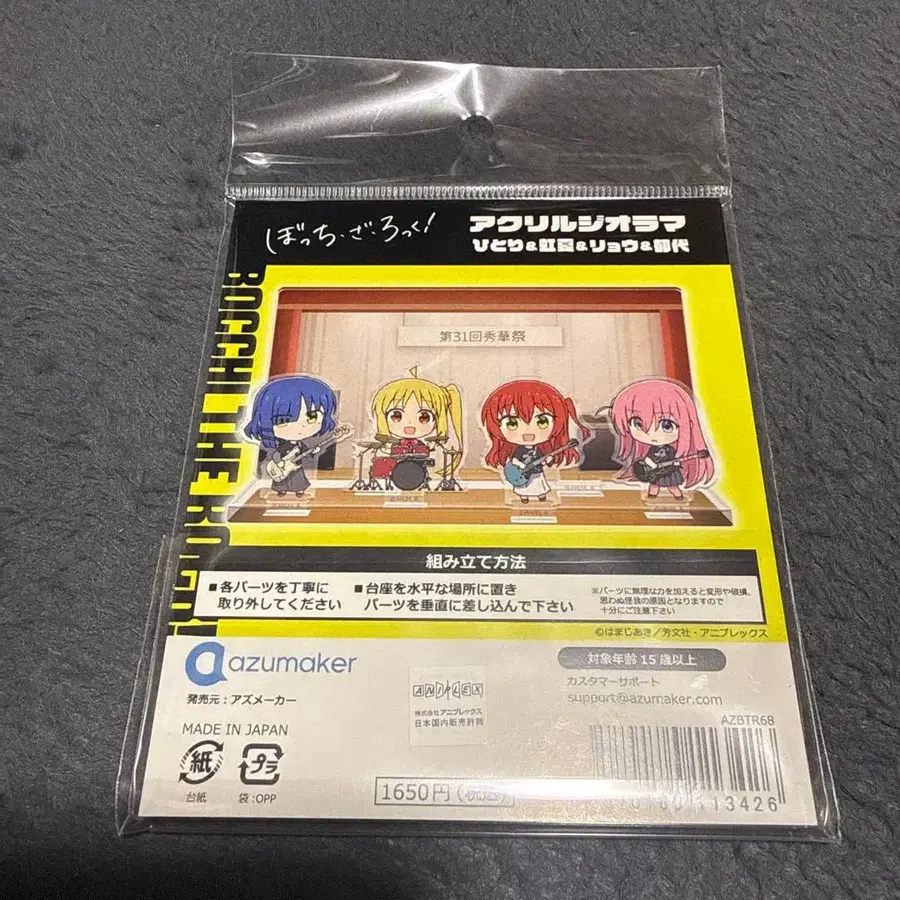 ぼっち・ざ・ろっく!
アクリルジオラマ
ひとり&虹夏&リョウ&郁代
BOCCHI THE ROCK!
第31回秀華祭
組み立て方法
■各パーツを丁寧に
取り外してください
■台座を水平な場所に置き
パーツを垂直に差し込んで下さい
※パーツに無理な力を加えると変形や破損、
思わぬ怪我の原因となりますので
十分にご注意下さい
©はまじあき/芳文社・アニプレックス
azumaker
発売元:アズメーカー
MADE IN JAPAN
紙
台紙
プラ
袋:OPP
ANIPLEX
株式会社アニプレックス
日本国内販売許諾
対象年齢15歳以上
カスタマーサポート
support@azumaker.com
AZBTR68
1650円(税込)
113426